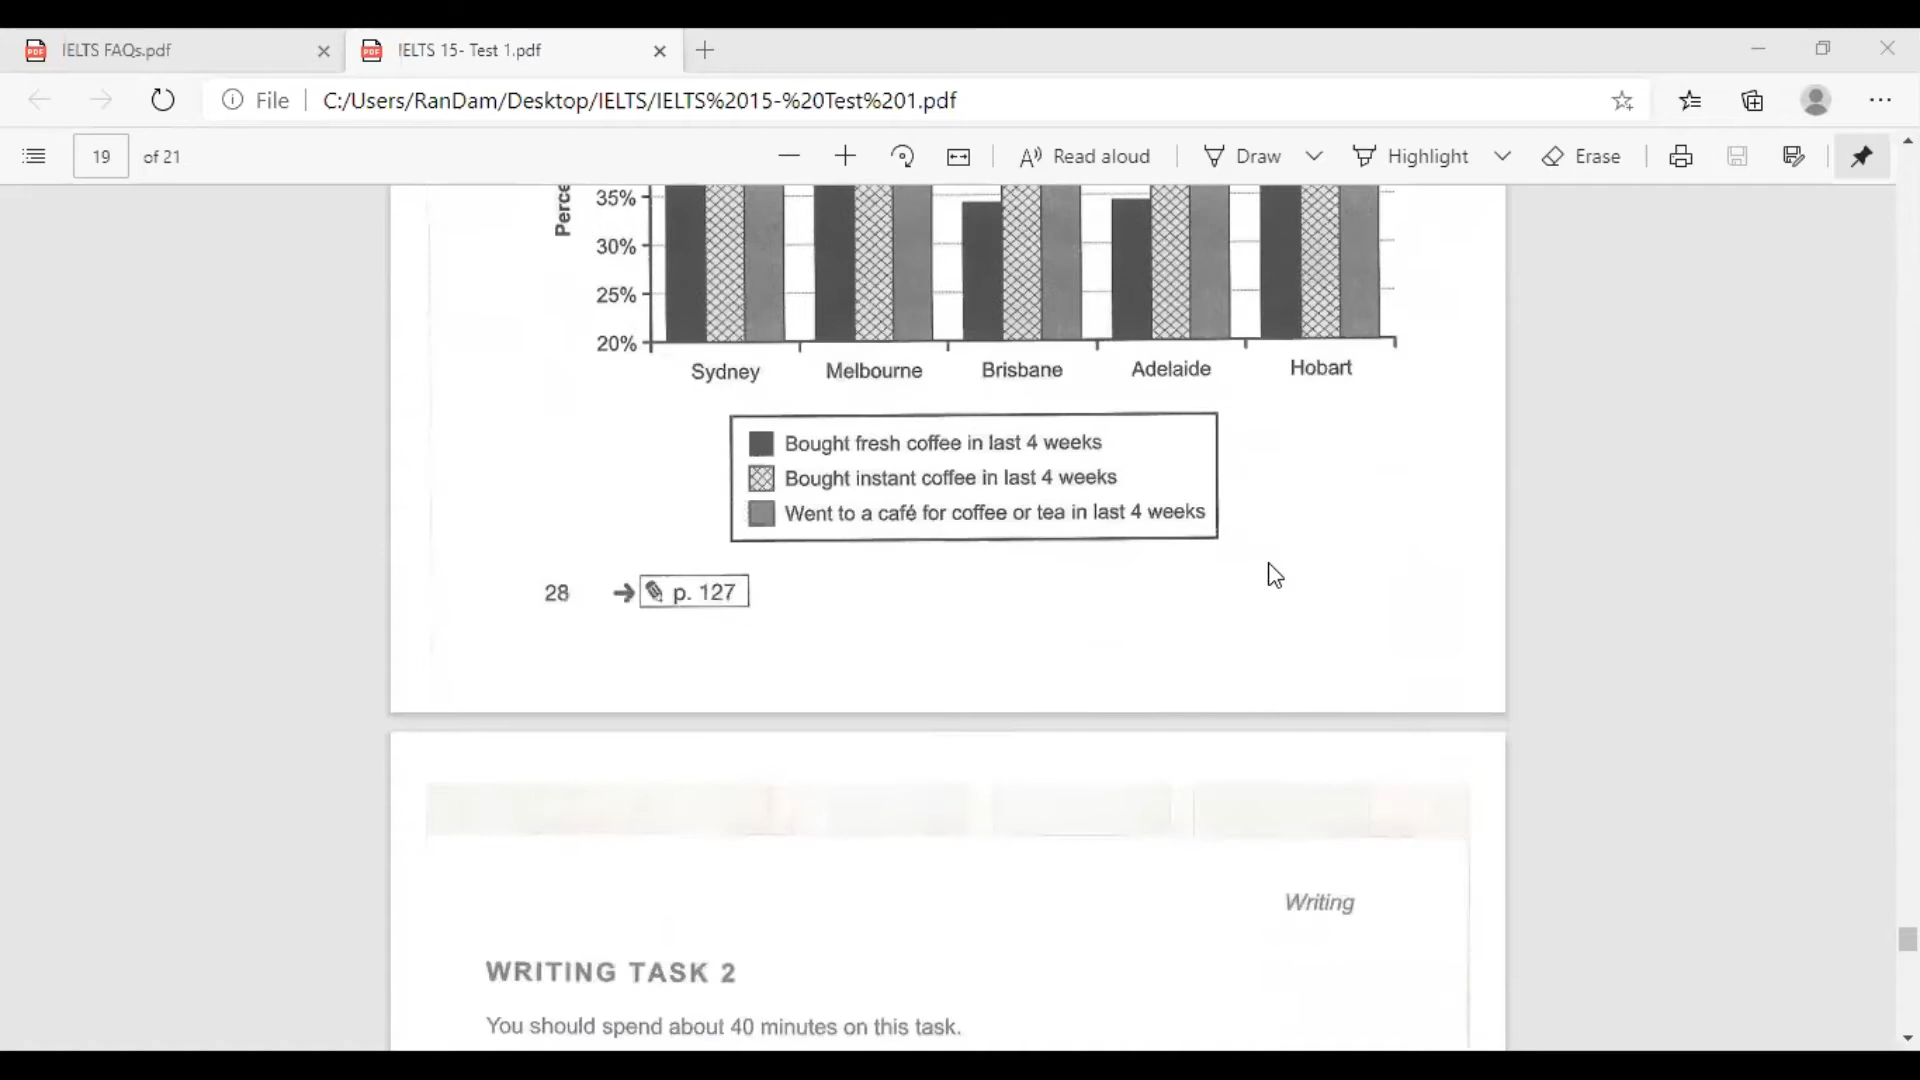 IELTS FAQs.pdf
IELTS 15- Test 1.pdf
File
C:/Users/RanDam/Desktop/IELTS/IELTS%2015-%20Test%201.pdf
19 of 21
Read aloud
Draw
Highlight
Erase
Perce
35%
30%
25%
20%
Sydney Melbourne Brisbane Adelaide Hobart
Bought fresh coffee in last 4 weeks
Bought instant coffee in last 4 weeks
Went to a café for coffee or tea in last 4 weeks
28
p. 127
Writing
WRITING TASK 2
You should spend about 40 minutes on this task.